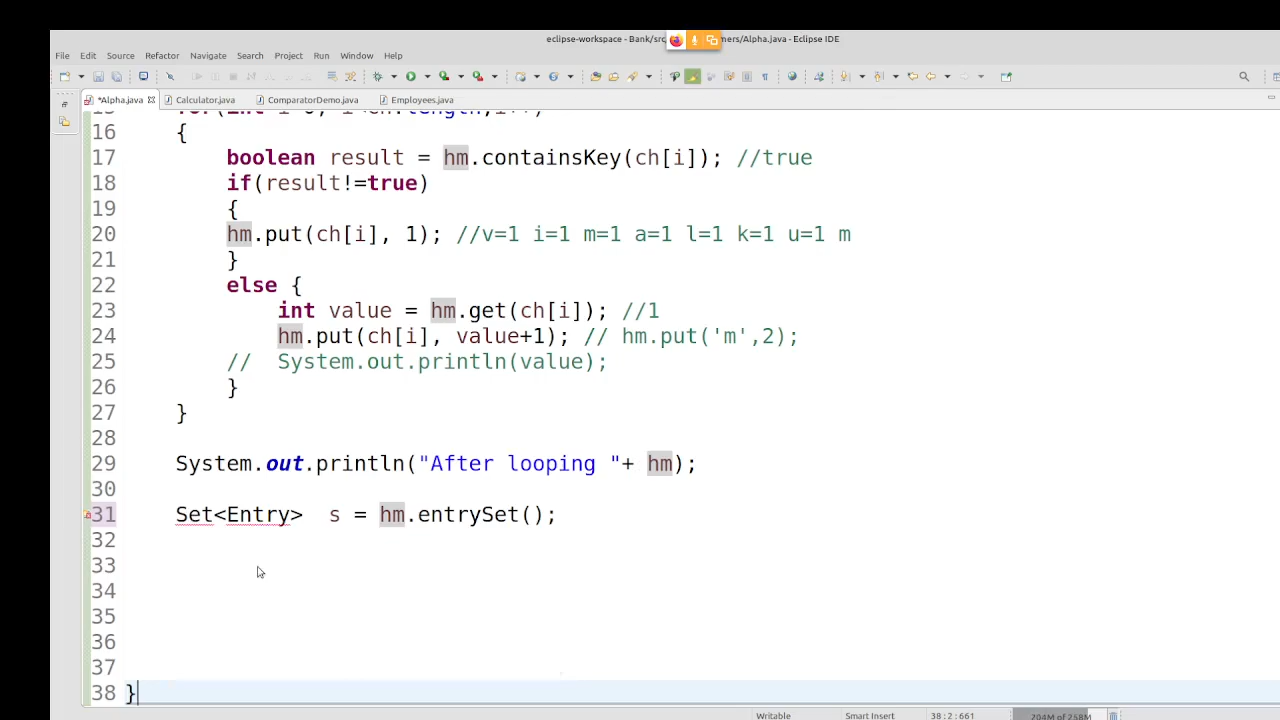 eclipse-workspace - Bank/src mers/Alpha.java - Eclipse IDE
File Edit Source Refactor Navigate Search Project Run Window Help
*Alpha.java Calculator.java ComparatorDemo.java Employees.java
16 {
17 boolean result = hm.containsKey(ch[i]); //true
18 if(result!=true)
19 {
20 hm.put(ch[i], 1); //v=1 i=1 m=1 a=1 l=1 k=1 u=1 m
21 }
22 else {
23 int value = hm.get(ch[i]); //1
24 hm.put(ch[i], value+1); // hm.put('m',2);
25 // System.out.println(value);
26 }
27 }
28
29 System.out.println("After looping "+ hm);
30
31 Set<Entry> s = hm.entrySet();
32
33
34
35
36
37
38 }
Writable Smart Insert 38:2:661 204M of 258M